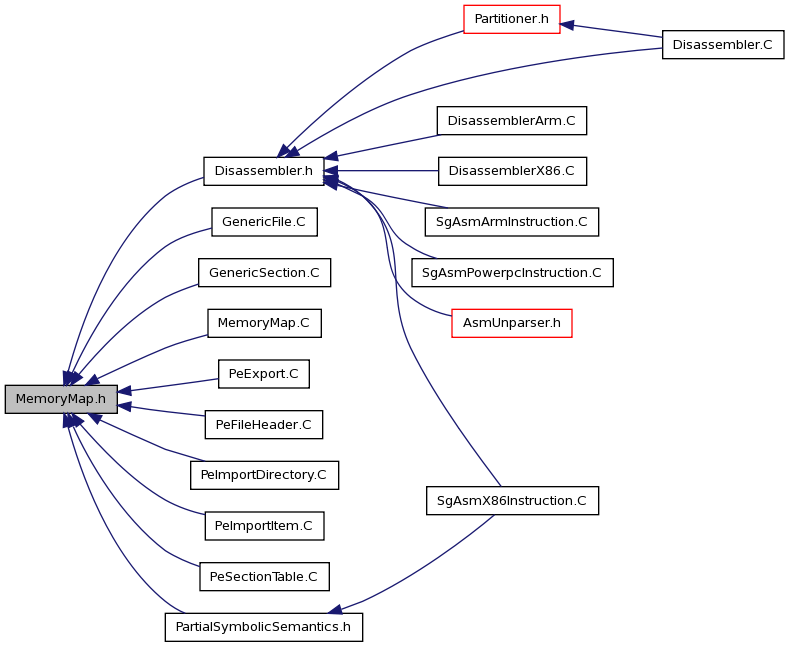 Partitioner.h
Disassembler.C
DisassemblerArm.C
Disassembler.h
DisassemblerX86.C
GenericFile.C
SgAsmArmInstruction.C
GenericSection.C
SgAsmPowerpcInstruction.C
MemoryMap.C
AsmUnparser.h
PeExport.C
MemoryMap.h
PeFileHeader.C
PeImportDirectory.C
SgAsmX86Instruction.C
PeImportItem.C
PeSectionTable.C
PartialSymbolicSemantics.h